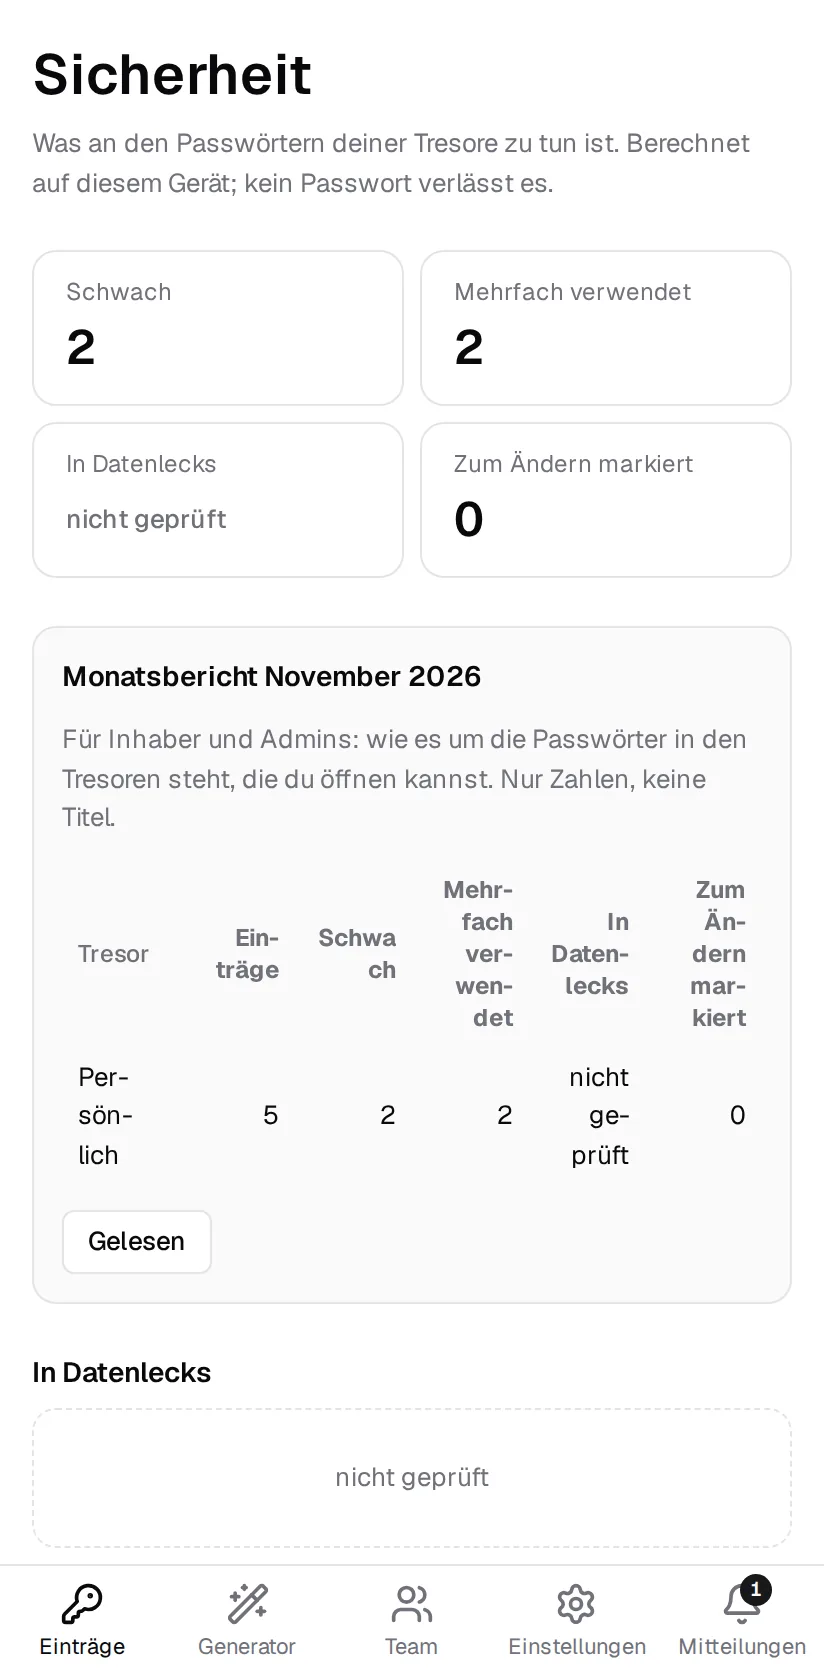 Sicherheit
Was an den Passwörtern deiner Tresore zu tun ist. Berechnet
auf diesem Gerät; kein Passwort verlässt es.
Schwach
2
Mehrfach verwendet
2
In Datenlecks
nicht geprüft
Zum Ändern markiert
0
Monatsbericht November 2026
Für Inhaber und Admins: wie es um die Passwörter in den
Tresoren steht, die du öffnen kannst. Nur Zahlen, keine
Titel.
Tresor
Ein-
träge
Schwa
ch
Mehr-
fach
ver-
wen-
det
In
Daten-
lecks
Zum
Än-
dern
mar-
kiert
Per-
sön-
lich
5
2
2
nicht
ge-
prüft
0
Gelesen
In Datenlecks
nicht geprüft
1
Einträge
Generator
Team
Einstellungen
Mitteilungen